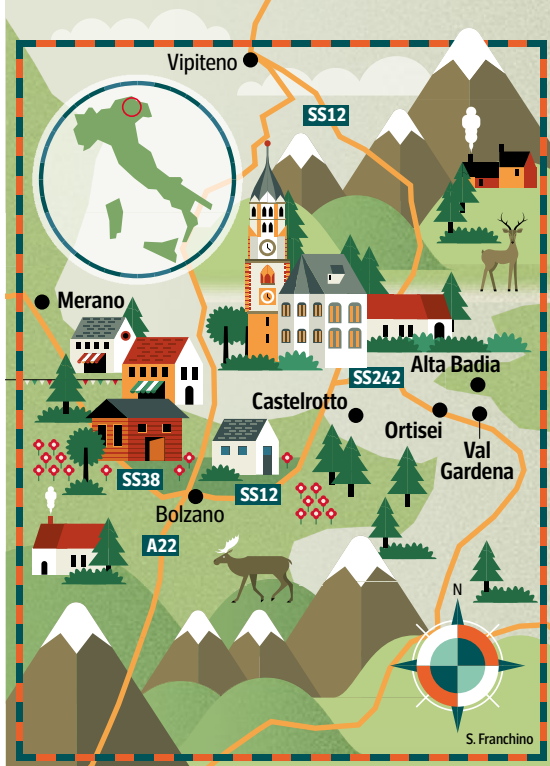 Vipiteno
SS12
Merano
Alta Badia
SS242
Castelrotto
Ortisei
Val
Gardena
SS38
SS12
Bolzano
A22
N
S. Franchino